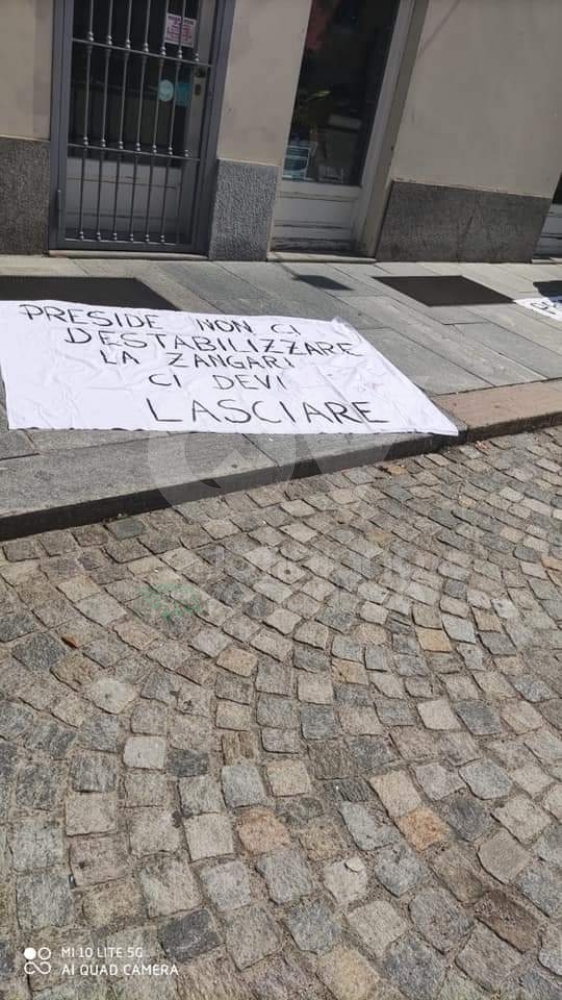 PRESIDE NON CI
DESTABILIZZARE
LA ZANGARI
CI DEVI
LASCIARE
MI 10 LITE 5G
AI QUAD CAMERA